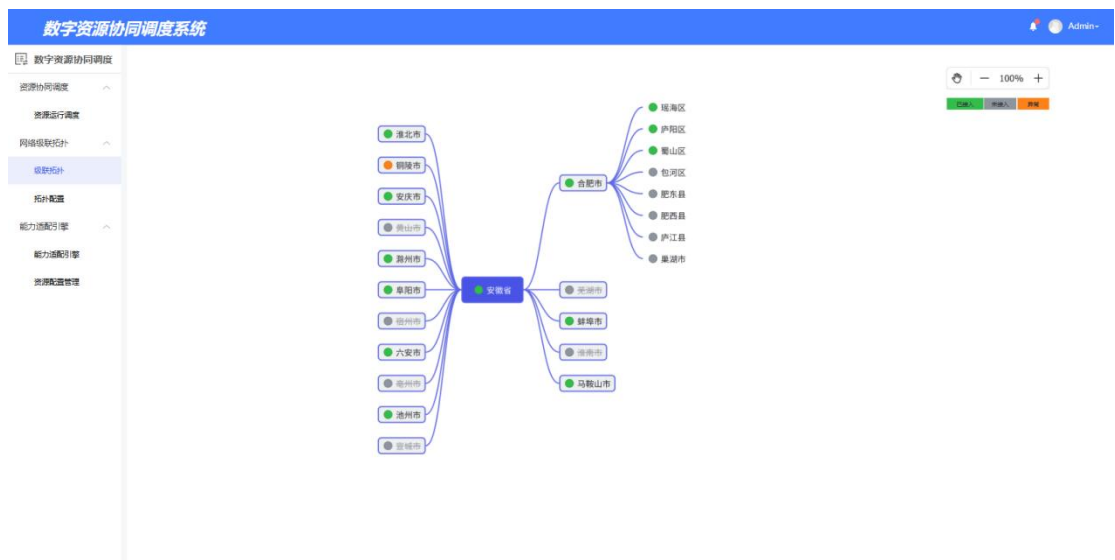 数字资源协同调度系统
Admin
数字资源协同调度
资源协同调度
资源运行调度
网络级联拓扑
级联拓扑
拓扑配置
能力适配引擎
能力适配引擎
资源配置管理
100%
已接入 未接入 异常
淮北市
铜陵市
安庆市
黄山市
滁州市
阜阳市
宿州市
六安市
亳州市
池州市
宣城市
安徽省
合肥市
芜湖市
蚌埠市
淮南市
马鞍山市
瑶海区
庐阳区
蜀山区
包河区
肥东县
肥西县
庐江县
巢湖市